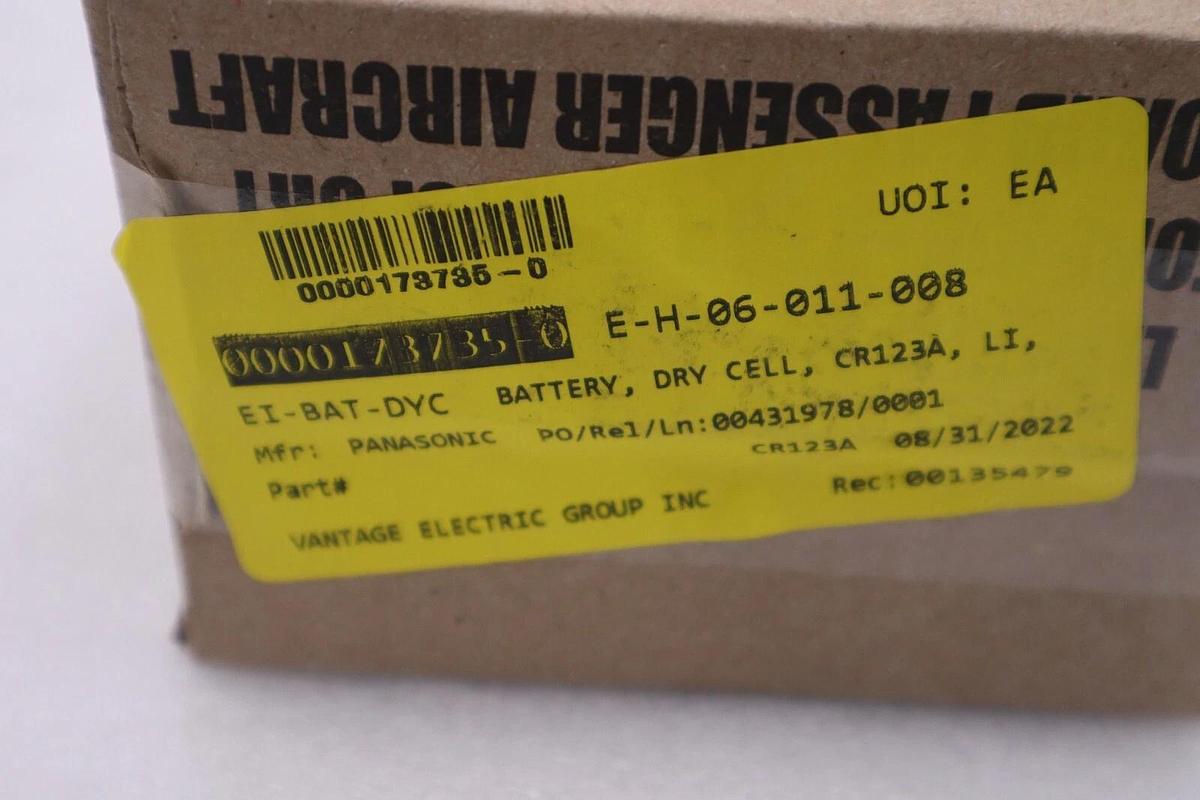 AIRCRAFT
PASSENGER
UOI: EA
0000173735-0
0000173735-0
E-H-06-011-008
EI-BAT-DYC BATTERY, DRY CELL, CR123A, LI,
Mfr: PANASONIC PO/Rel/Ln:00431978/0001
Part# CR123A 08/31/2022
VANTAGE ELECTRIC GROUP INC Rec:00135479